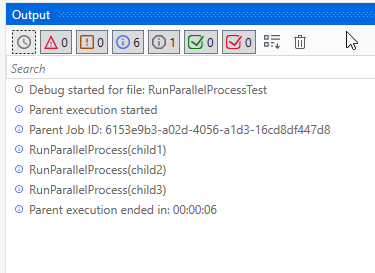 Output
0
0
6
1
0
0
Search
Debug started for file: RunParallelProcessTest
Parent execution started
Parent Job ID: 6153e9b3-a02d-4056-a1d3-16cd8df447d8
RunParallelProcess(child1)
RunParallelProcess(child2)
RunParallelProcess(child3)
Parent execution ended in: 00:00:06